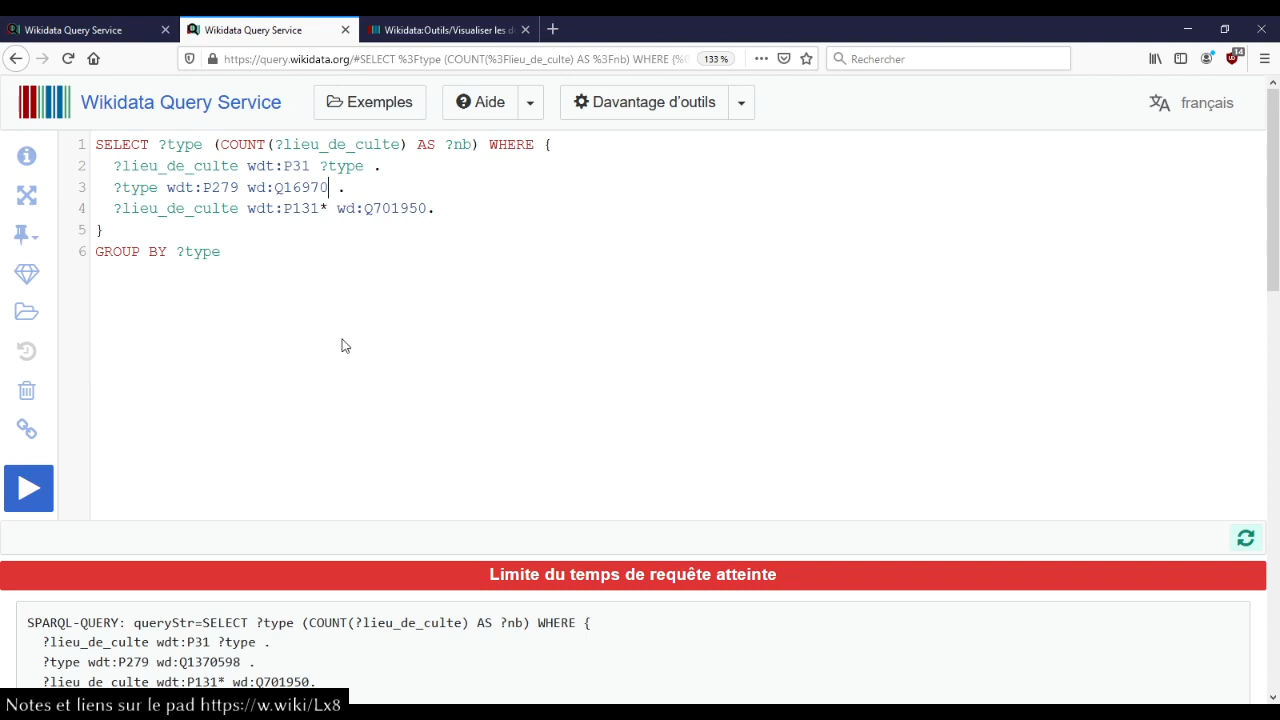 Wikidata Query Service
Wikidata Query Service
Wikidata:Outils/Visualiser les d
https://query.wikidata.org/#SELECT %3Ftype (COUNT(%3Flieu_de_culte) AS %3Fnb) WHERE {%0
133 %
Rechercher
14
Wikidata Query Service
Exemples
Aide
Davantage d'outils
français
1 SELECT ?type (COUNT(?lieu_de_culte) AS ?nb) WHERE {
2 ?lieu_de_culte wdt:P31 ?type .
3 ?type wdt:P279 wd:Q16970 .
4 ?lieu_de_culte wdt:P131* wd:Q701950.
5 }
6 GROUP BY ?type
Limite du temps de requête atteinte
SPARQL-QUERY: queryStr=SELECT ?type (COUNT(?lieu_de_culte) AS ?nb) WHERE {
?lieu_de_culte wdt:P31 ?type .
?type wdt:P279 wd:Q1370598 .
?lieu_de_culte wdt:P131* wd:Q701950.
Notes et liens sur le pad https://w.wiki/Lx8